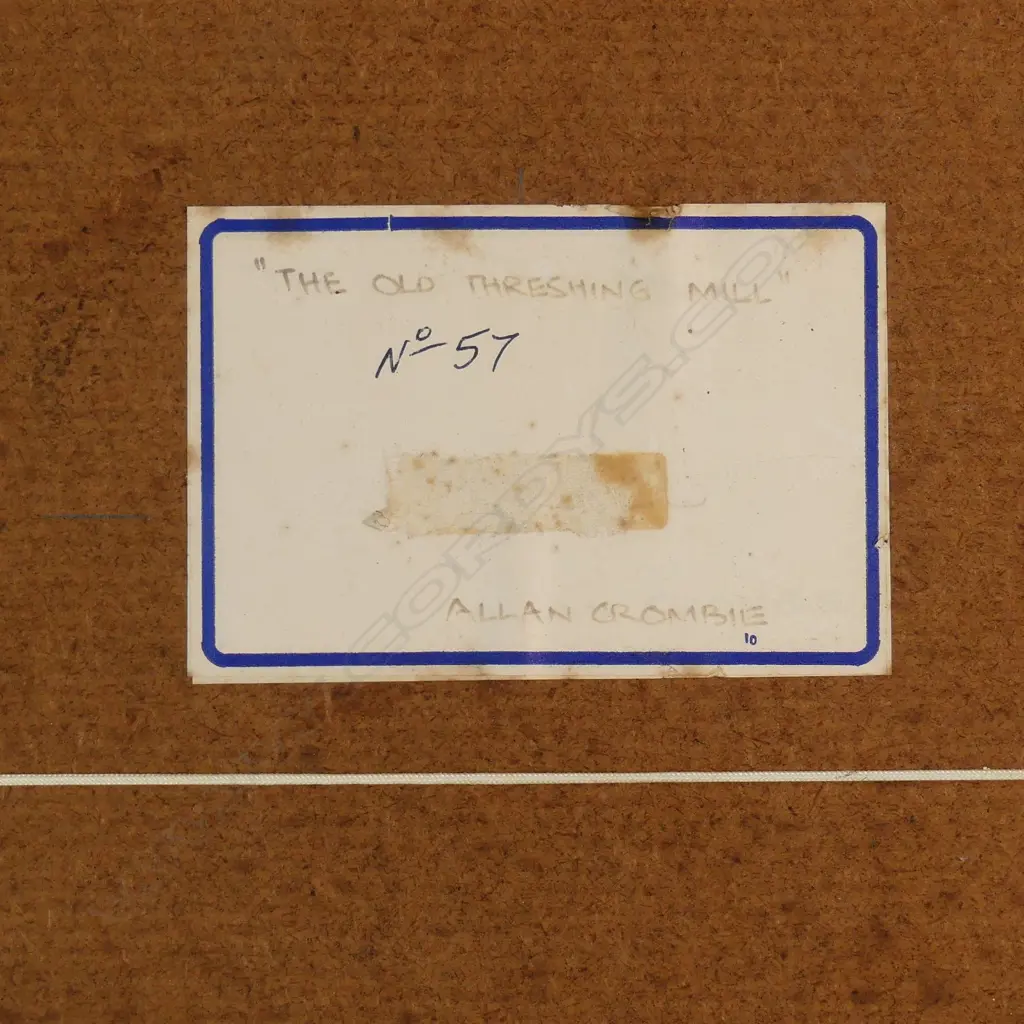 "THE OLD THRESHING MILL"
Nº 57
ALLAN CROMBIE
10